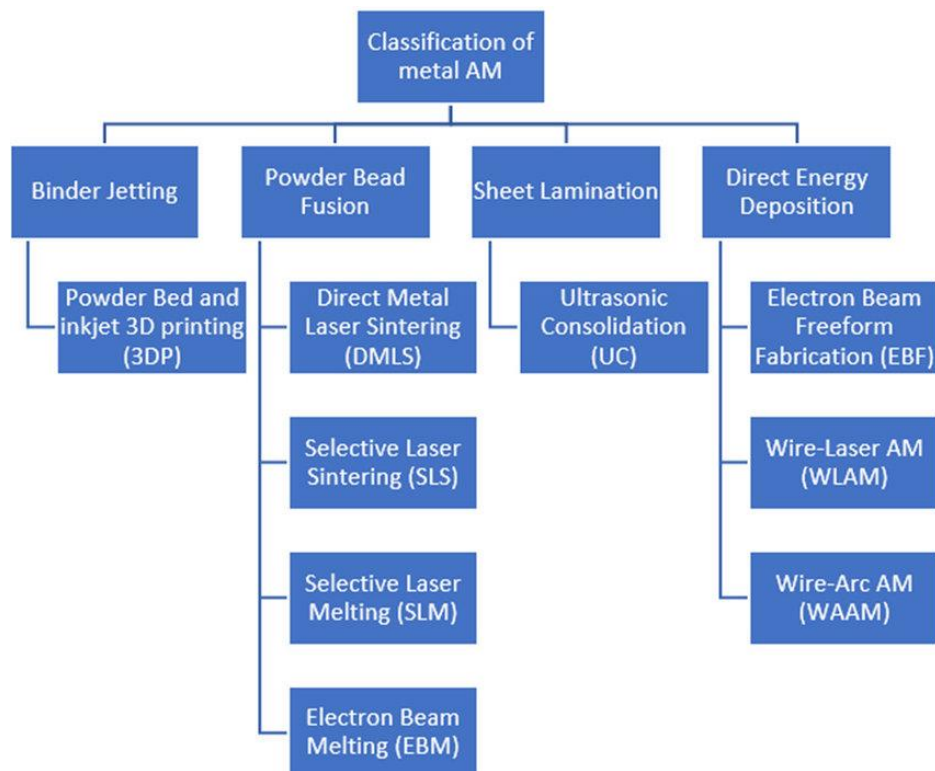 Classification of
metal AM
Binder Jetting
Powder Bead
Fusion
Sheet Lamination
Direct Energy
Deposition
Powder Bed and
inkjet 3D printing
(3DP)
Direct Metal
Laser Sintering
(DMLS)
Ultrasonic
Consolidation
(UC)
Electron Beam
Freeform
Fabrication (EBF)
Selective Laser
Sintering (SLS)
Wire-Laser AM
(WLAM)
Selective Laser
Melting (SLM)
Wire-Arc AM
(WAAM)
Electron Beam
Melting (EBM)